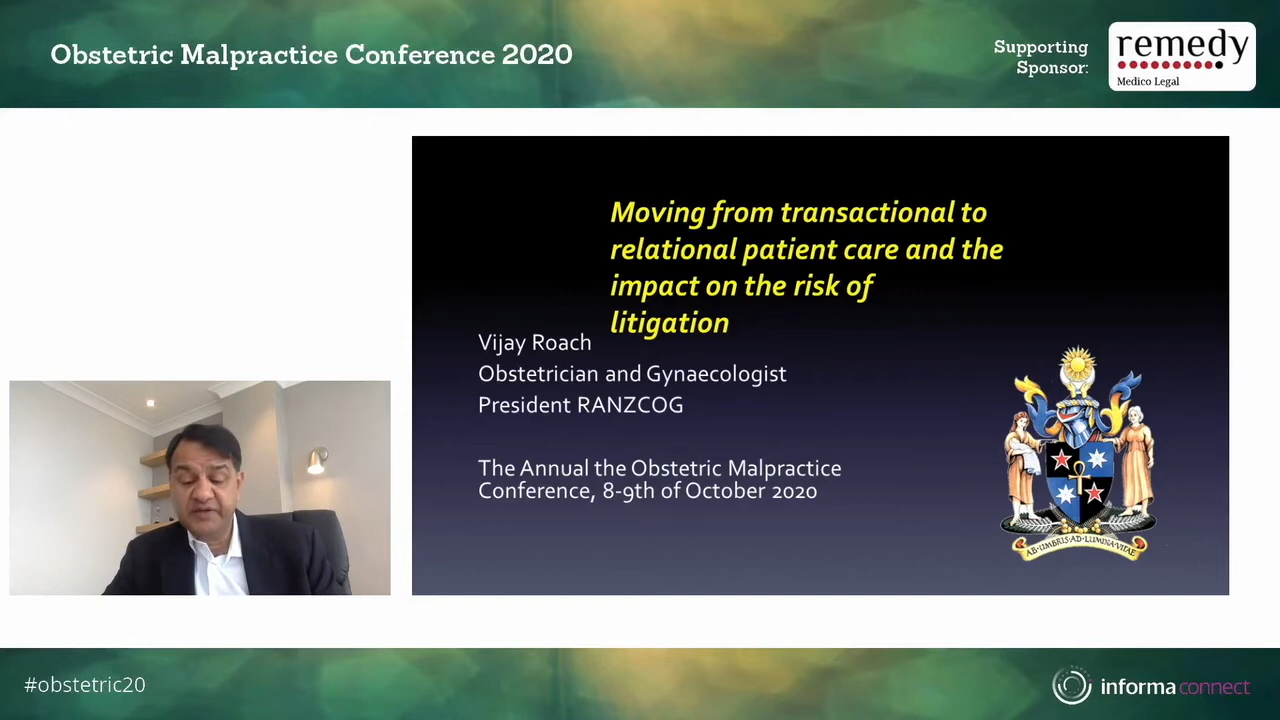 Obstetric Malpractice Conference 2020
Supporting
Sponsor:
remedy
Medico Legal
Moving from transactional to
relational patient care and the
impact on the risk of
litigation
Vijay Roach
Obstetrician and Gynaecologist
President RANZCOG
The Annual the Obstetric Malpractice
Conference, 8-9th of October 2020
AB·UMBRIS·AD·LUMINA·VITAE
#obstetric20
informa connect